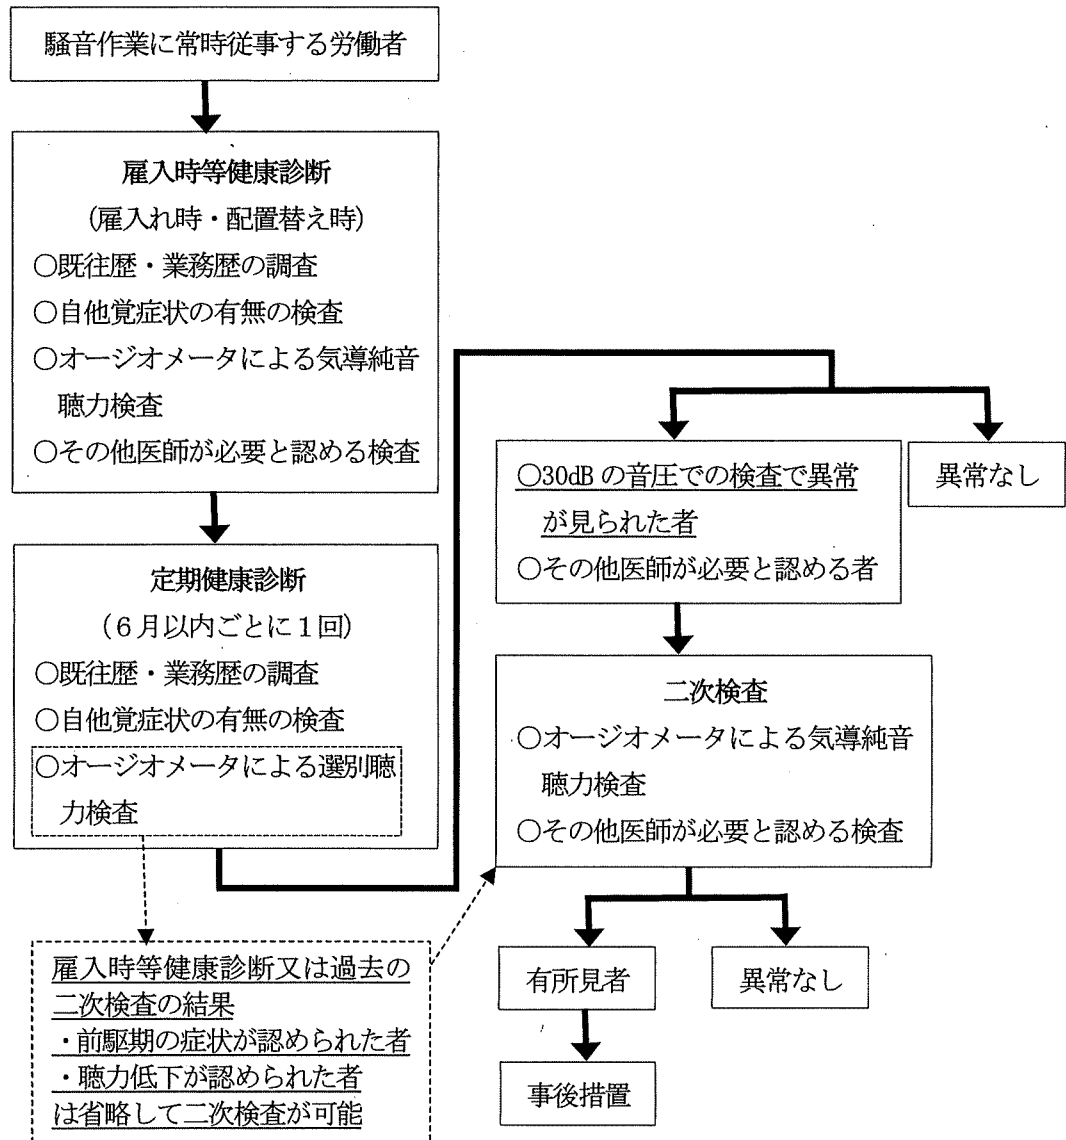 騒音作業に常時従事する労働者
雇入時等健康診断
(雇入れ時・配置替え時)
○既往歴・業務歴の調査
○自他覚症状の有無の検査
○オージオメータによる気導純音
聴力検査
○その他医師が必要と認める検査
定期健康診断
(6月以内ごとに1回)
○既往歴・業務歴の調査
○自他覚症状の有無の検査
○オージオメータによる選別聴
力検査
雇入時等健康診断又は過去の
二次検査の結果
・前駆期の症状が認められた者
・聴力低下が認められた者
は省略して二次検査が可能
○30dBの音圧での検査で異常
が見られた者
○その他医師が必要と認める者
異常なし
二次検査
○オージオメータによる気導純音
聴力検査
○その他医師が必要と認める検査
有所見者
異常なし
事後措置